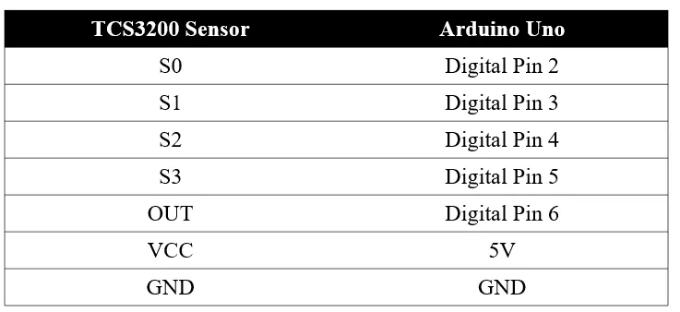 TCS3200 Sensor Arduino Uno
S0 Digital Pin 2
S1 Digital Pin 3
S2 Digital Pin 4
S3 Digital Pin 5
OUT Digital Pin 6
VCC 5V
GND GND